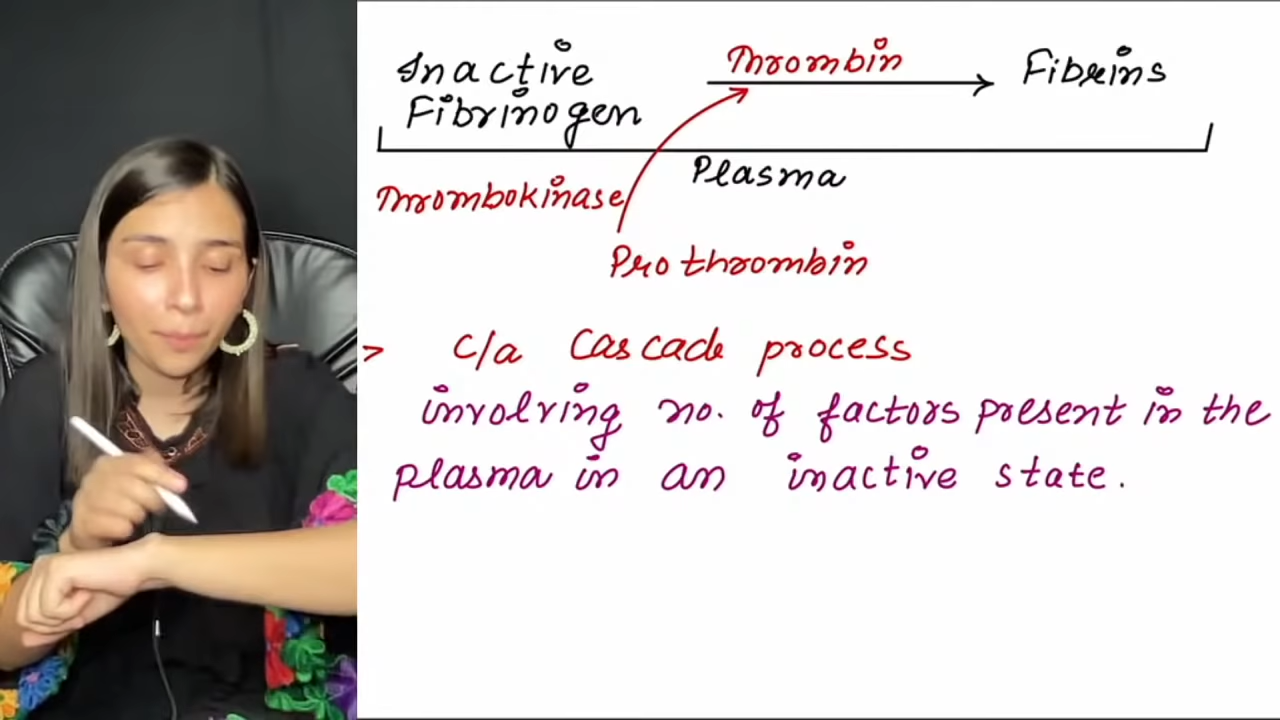 Inactive Thrombin Fibrins
Fibrinogen
Plasma
Thrombokinase
Prothrombin
> c/a Cascade process
involving no. of factors present in the
plasma in an inactive state.